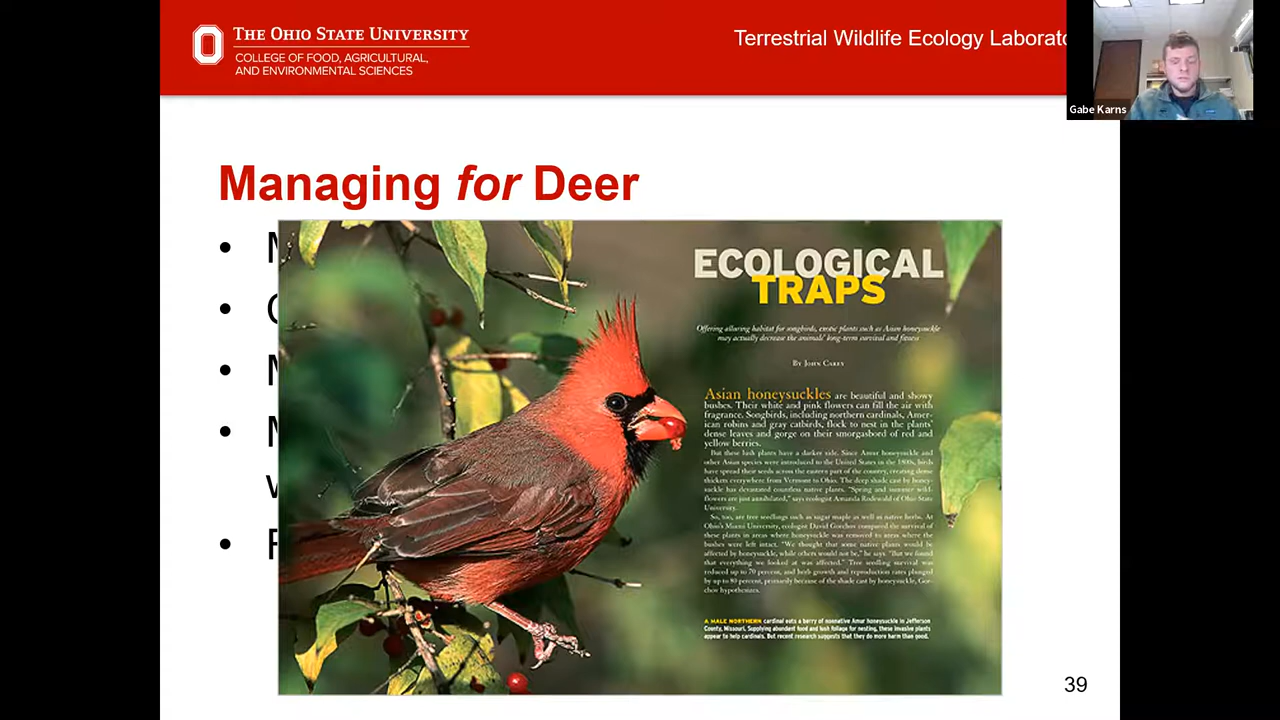 THE OHIO STATE UNIVERSITY
COLLEGE OF FOOD, AGRICULTURAL,
AND ENVIRONMENTAL SCIENCES
Terrestrial Wildlife Ecology Laborato
Gabe Karns
Managing for Deer
• N
• C
• N
• N
v
• F
ECOLOGICAL
TRAPS
Offering alluring habitat for songbirds, exotic plants such as Asian honeysuckle
may actually decrease the animals' long-term survival and fitness
BY JOHN CAREY
Asian honeysuckles are beautiful and showy
bushes. Their white and pink flowers can fill the air with
fragrance. Songbirds, including northern cardinals, Amer-
ican robins and gray catbirds, flock to nest in the plants'
dense leaves and gorge on their smorgasbord of red and
yellow berries.
But these lush plants have a darker side. Since Amur honeysuckle and
other Asian species were introduced to the United States in the 1800s, birds
have spread their seeds across the eastern part of the country, creating dense
thickets everywhere from Vermont to Ohio. The deep shade cast by honey-
suckle has devastated countless native plants. "Spring and summer wild-
flowers are just annihilated," says ecologist Amanda Rodewald of Ohio State
University.
So, too, are tree seedlings such as sugar maple as well as native herbs. At
Ohio's Miami University, ecologist David Gorchov compared the survival of
these plants in areas where honeysuckle was removed to areas where the
bushes were left intact. "We thought that some native plants would be
affected by honeysuckle, while others would not be," he says. "But we found
that everything we looked at was affected." Tree seedling survival was
reduced up to 70 percent, and herb growth and reproduction rates plunged
by up to 80 percent, primarily because of the shade cast by honeysuckle, Gor-
chov hypothesizes.
A MALE NORTHERN cardinal eats a berry of nonnative Amur honeysuckle in Jefferson
County, Missouri. Supplying abundant food and lush foliage for nesting, these invasive plants
appear to help cardinals. But recent research suggests that they do more harm than good.
39